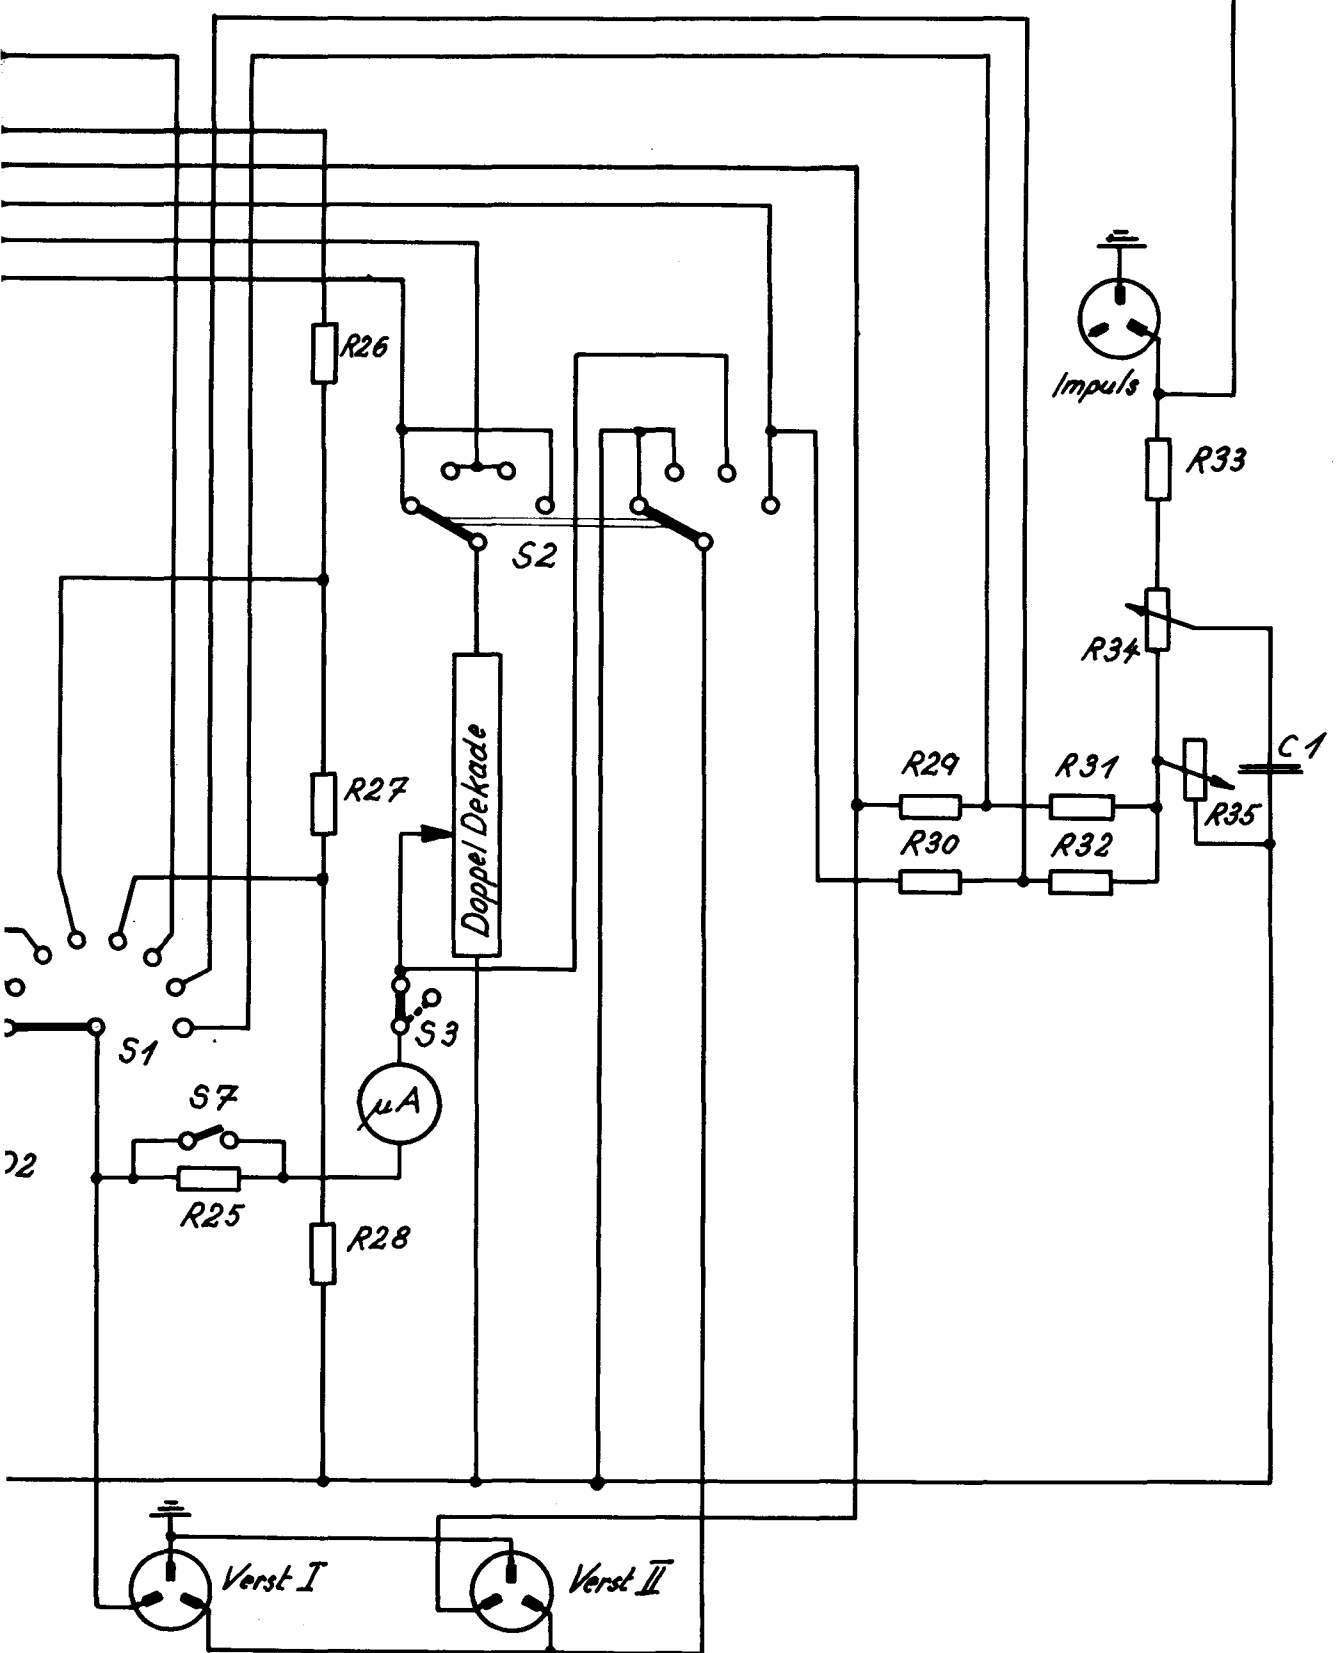 R26
Impuls
R33
S2
R34
R27
Doppel Dekade
R29
R31
C1
R35
R30
R32
S1
S3
S7
µA
R25
R28
Verst I
Verst II